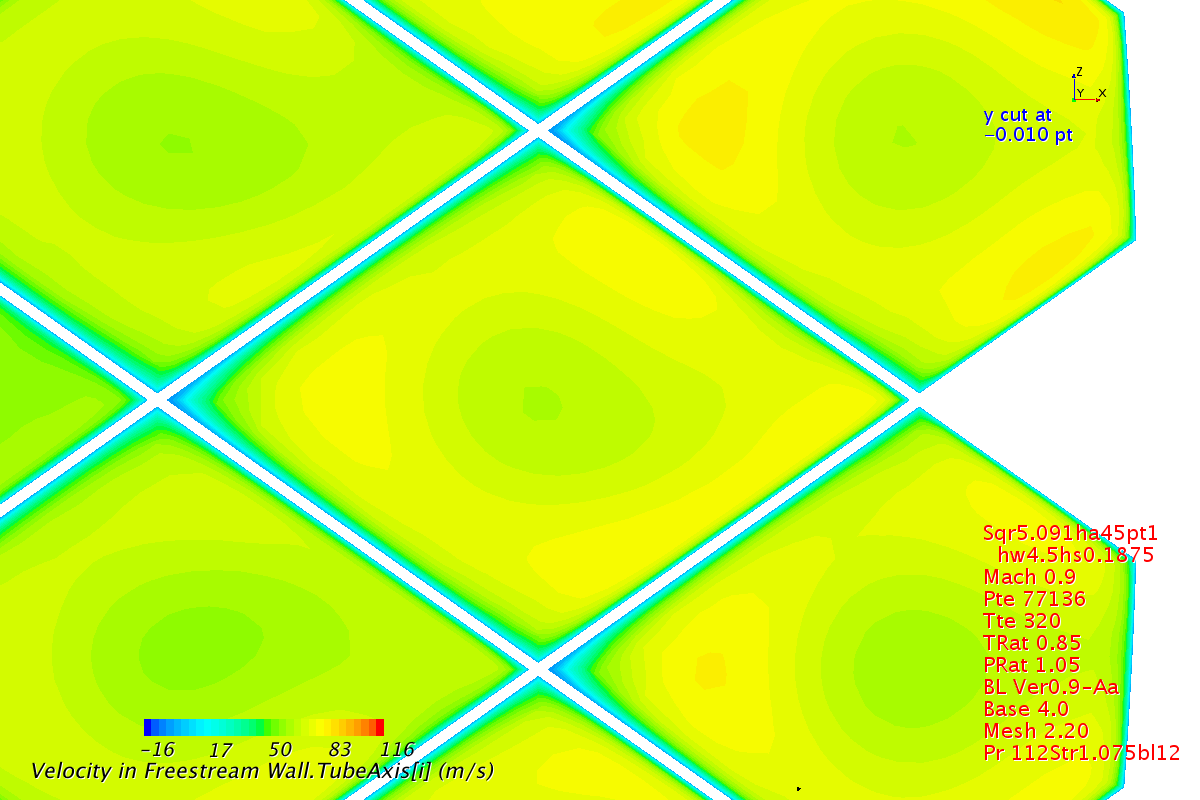 Z
Y X
y cut at
−0.010 pt
Sqr5.091ha45pt1
hw4.5hs0.1875
Mach 0.9
Pte 77136
Tte 320
TRat 0.85
PRat 1.05
BL Ver0.9−Aa
Base 4.0
Mesh 2.20
Pr 112Str1.075bl12
−16 17 50 83 116
Velocity in Freestream Wall.TubeAxis[i] (m/s)